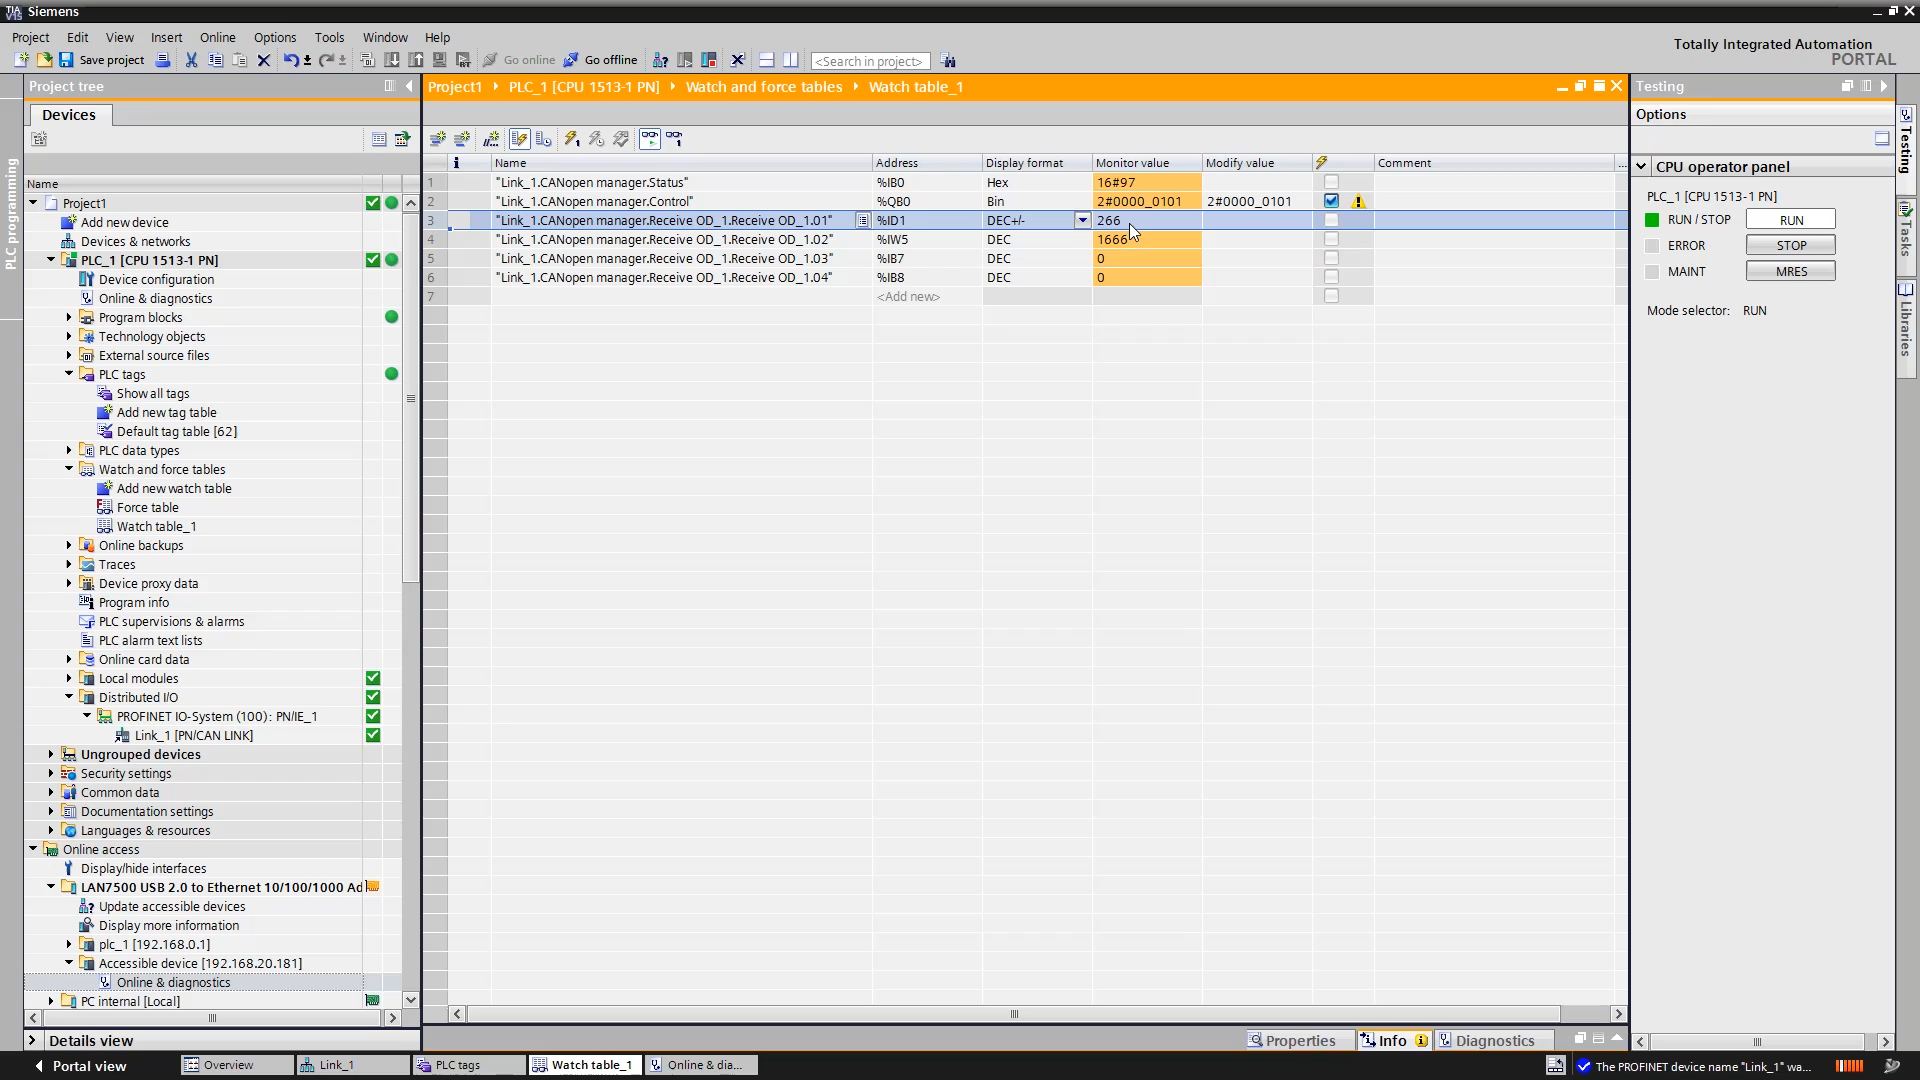 TIA V15 Siemens
Project Edit View Insert Online Options Tools Window Help
Totally Integrated Automation
PORTAL
Save project
Go online
Go offline
<Search in project>
Project tree
Project1 PLC_1 [CPU 1513-1 PN] Watch and force tables Watch table_1
Testing
Devices
Options
PLC programming
Name
Project1
Add new device
Devices & networks
PLC_1 [CPU 1513-1 PN]
Device configuration
Online & diagnostics
Program blocks
Technology objects
External source files
PLC tags
Show all tags
Add new tag table
Default tag table [62]
PLC data types
Watch and force tables
Add new watch table
Force table
Watch table_1
Online backups
Traces
Device proxy data
Program info
PLC supervisions & alarms
PLC alarm text lists
Online card data
Local modules
Distributed I/O
PROFINET IO-System (100): PN/IE_1
Link_1 [PN/CAN LINK]
Ungrouped devices
Security settings
Common data
Documentation settings
Languages & resources
Online access
Display/hide interfaces
LAN7500 USB 2.0 to Ethernet 10/100/1000 Ad
Update accessible devices
Display more information
plc_1 [192.168.0.1]
Accessible device [192.168.20.181]
Online & diagnostics
PC internal [Local]
Details view
i Name Address Display format Monitor value Modify value Comment ...
1 "Link_1.CANopen manager.Status" %IB0 Hex 16#97
2 "Link_1.CANopen manager.Control" %QB0 Bin 2#0000_0101 2#0000_0101
3 "Link_1.CANopen manager.Receive OD_1.Receive OD_1.01" %ID1 DEC+/- 266
4 "Link_1.CANopen manager.Receive OD_1.Receive OD_1.02" %IW5 DEC 1666
5 "Link_1.CANopen manager.Receive OD_1.Receive OD_1.03" %IB7 DEC 0
6 "Link_1.CANopen manager.Receive OD_1.Receive OD_1.04" %IB8 DEC 0
7 <Add new>
CPU operator panel
PLC_1 [CPU 1513-1 PN]
RUN / STOP RUN
ERROR STOP
MAINT MRES
Mode selector: RUN
Testing
Tasks
Libraries
Properties Info Diagnostics
Portal view Overview Link_1 PLC tags Watch table_1 Online & dia...
The PROFINET device name "Link_1" wa...